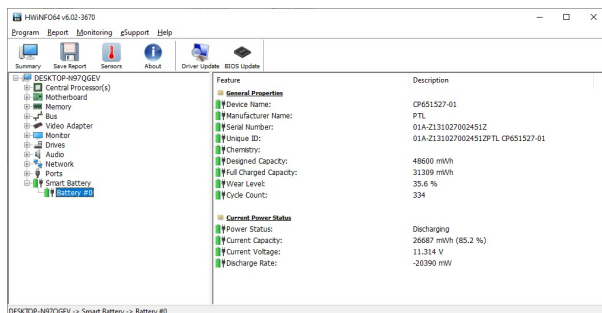 HWiNFO64 v6.02-3670
Program Report Monitoring eSupport Help
Summary Save Report Sensors About Driver Update BIOS Update
DESKTOP-N97QGEV
Central Processor(s)
Motherboard
Memory
Bus
Video Adapter
Monitor
Drives
Audio
Network
Ports
Smart Battery
Battery #0
Feature Description
General Properties
Device Name: CP651527-01
Manufacturer Name: PTL
Serial Number: 01A-Z131027002451Z
Unique ID: 01A-Z131027002451ZPTL CP651527-01
Chemistry:
Designed Capacity: 48600 mWh
Full Charged Capacity: 31309 mWh
Wear Level: 35.6 %
Cycle Count: 334
Current Power Status
Power Status: Discharging
Current Capacity: 26687 mWh (85.2 %)
Current Voltage: 11.314 V
Discharge Rate: -20390 mW
DESKTOP-N97QGEV -> Smart Battery -> Battery #0